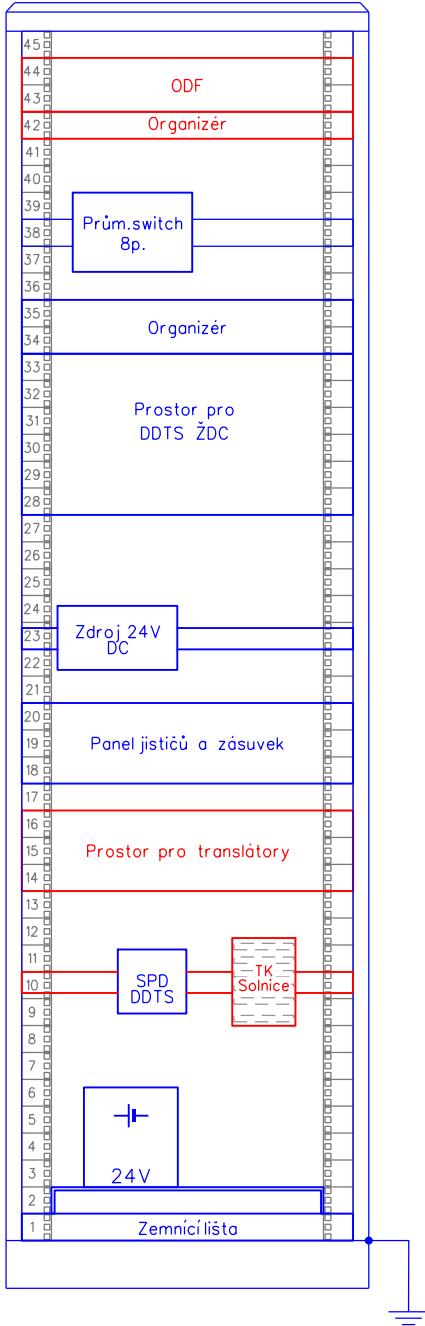 45
44
ODF
43
42
Organizér
41
40
39
Prům.switch
38
8p.
37
36
35
Organizér
34
33
32
Prostor pro
31
DDTS ŽDC
30
29
28
27
26
25
24
Zdroj 24V
23
DC
22
21
20
19
Panel jističů a zásuvek
18
17
16
15
Prostor pro translátory
14
13
12
11
TK
10
SPD
Solnice
DDTS
9
8
7
6
5
4
3
24V
2
1
Zemnící lišta